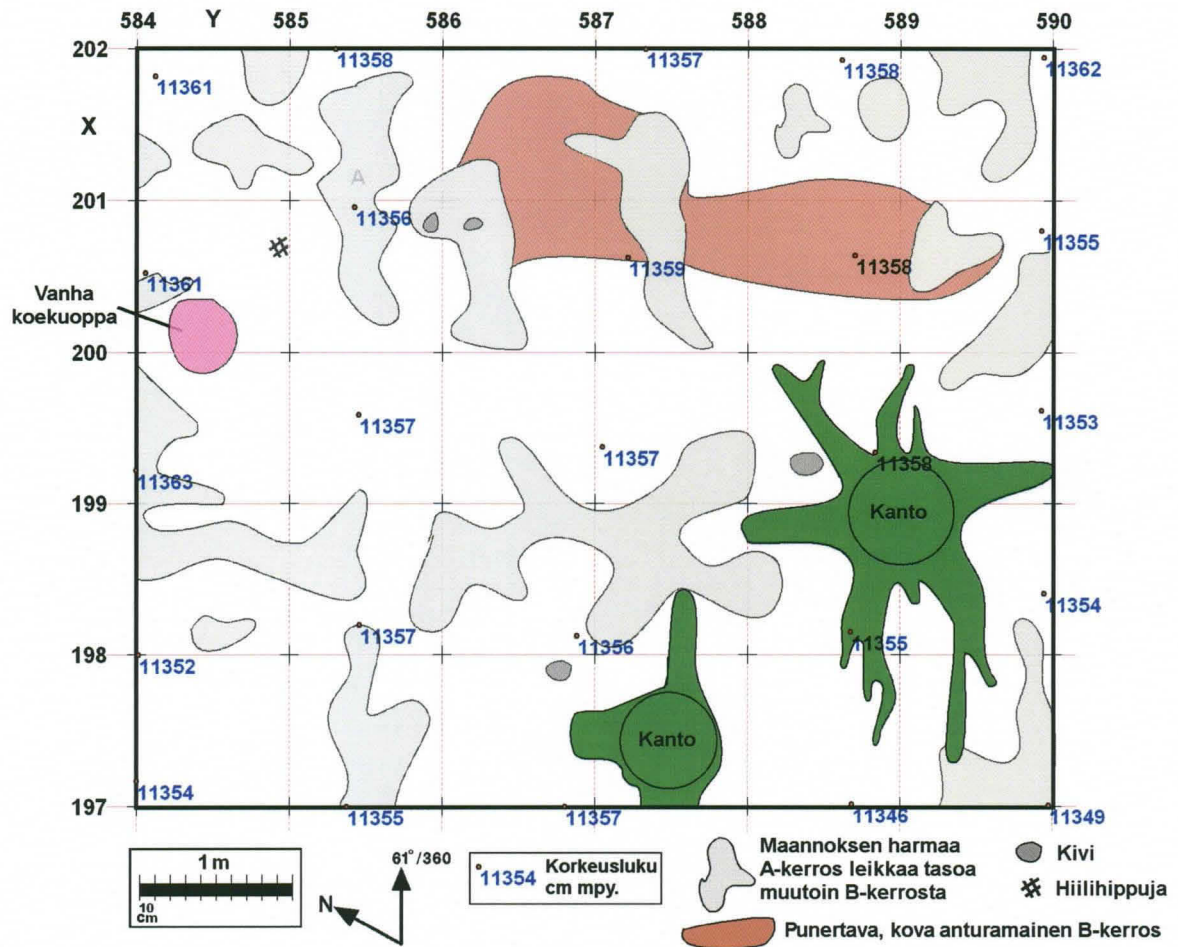 584 Y 585 586 587 588 589 590
202
11358 11357 11358 11362
11361
X
A
201
11356 11355
11359 11358
11361
Vanha
koekuoppa
200
11357 11353
11357
11358
11363
199
Kanto
11354
11357 11356 11355
198
11352
Kanto
11354
197
11355 11357 11346 11349
1 m
10
cm
N
61°/360
11354 Korkeusluku
cm mpy.
Maannoksen harmaa
A-kerros leikkaa tasoa
muutoin B-kerrosta
Kivi
Hiilihippuja
Punertava, kova anturamainen B-kerros